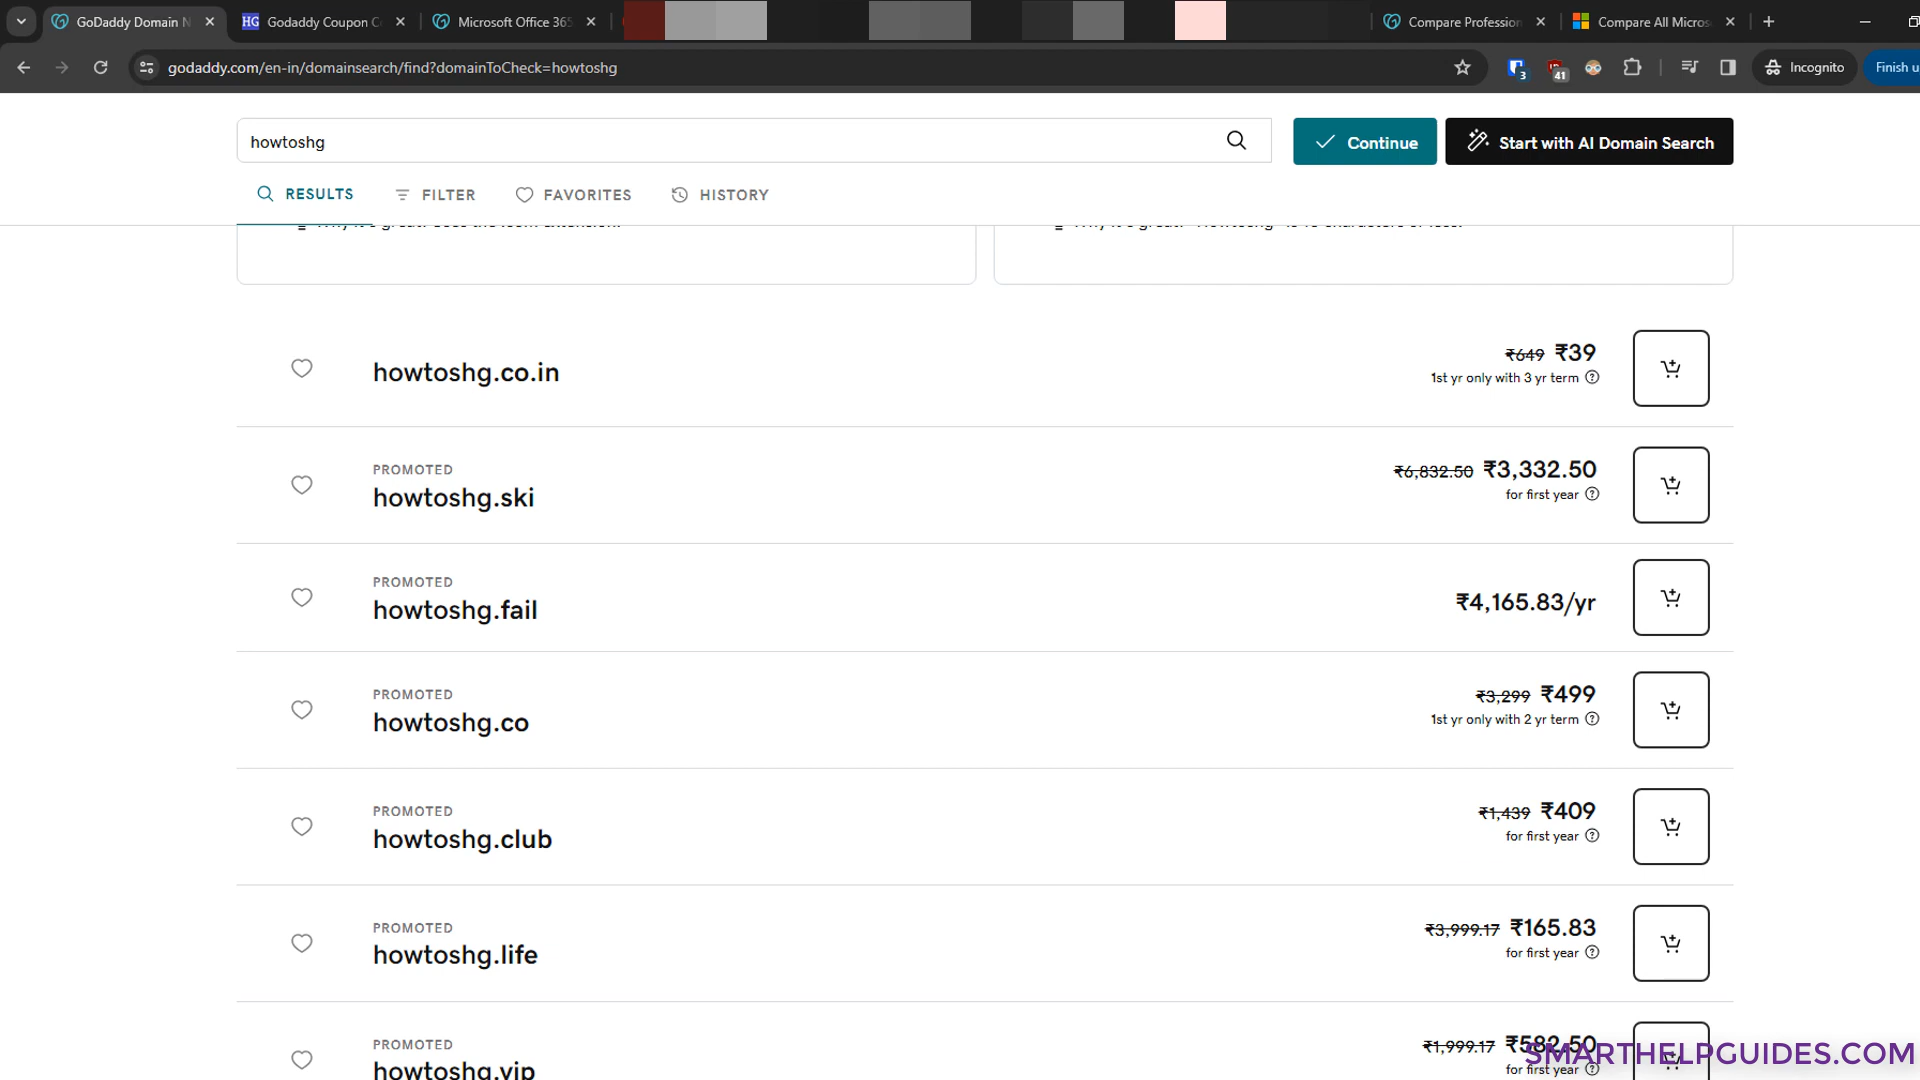 GoDaddy Domain N
Godaddy Coupon C
Microsoft Office 365
Compare Profession
Compare All Micros
godaddy.com/en-in/domainsearch/find?domainToCheck=howtoshg
3
41
Incognito
Finish u
howtoshg
Continue
Start with AI Domain Search
RESULTS
FILTER
FAVORITES
HISTORY
howtoshg.co.in
₹649 ₹39
1st yr only with 3 yr term
PROMOTED
howtoshg.ski
₹6,832.50 ₹3,332.50
for first year
PROMOTED
howtoshg.fail
₹4,165.83/yr
PROMOTED
howtoshg.co
₹3,299 ₹499
1st yr only with 2 yr term
PROMOTED
howtoshg.club
₹1,439 ₹409
for first year
PROMOTED
howtoshg.life
₹3,999.17 ₹165.83
for first year
PROMOTED
howtoshg.vip
₹1,999.17 ₹582.50
for first year
SMARTHELPGUIDES.COM